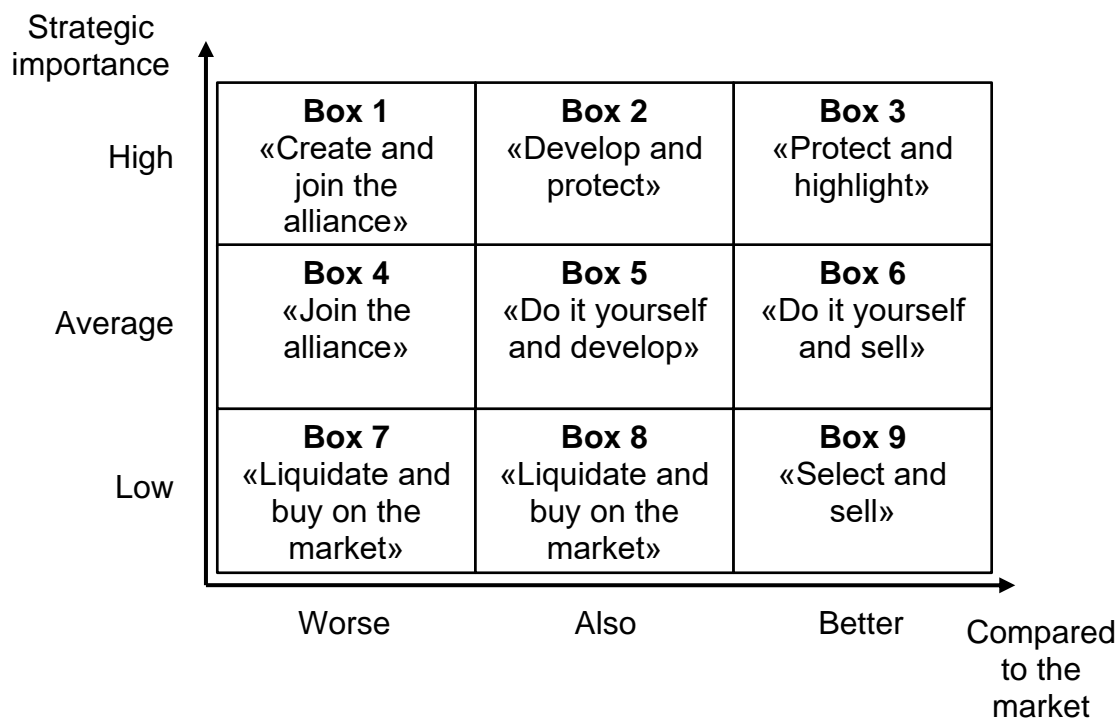 Strategic
importance
High
Box 1
«Create and
join the
alliance»
Box 2
«Develop and
protect»
Box 3
«Protect and
highlight»
Average
Box 4
«Join the
alliance»
Box 5
«Do it yourself
and develop»
Box 6
«Do it yourself
and sell»
Low
Box 7
«Liquidate and
buy on the
market»
Box 8
«Liquidate and
buy on the
market»
Box 9
«Select and
sell»
Worse
Also
Better
Compared
to the
market